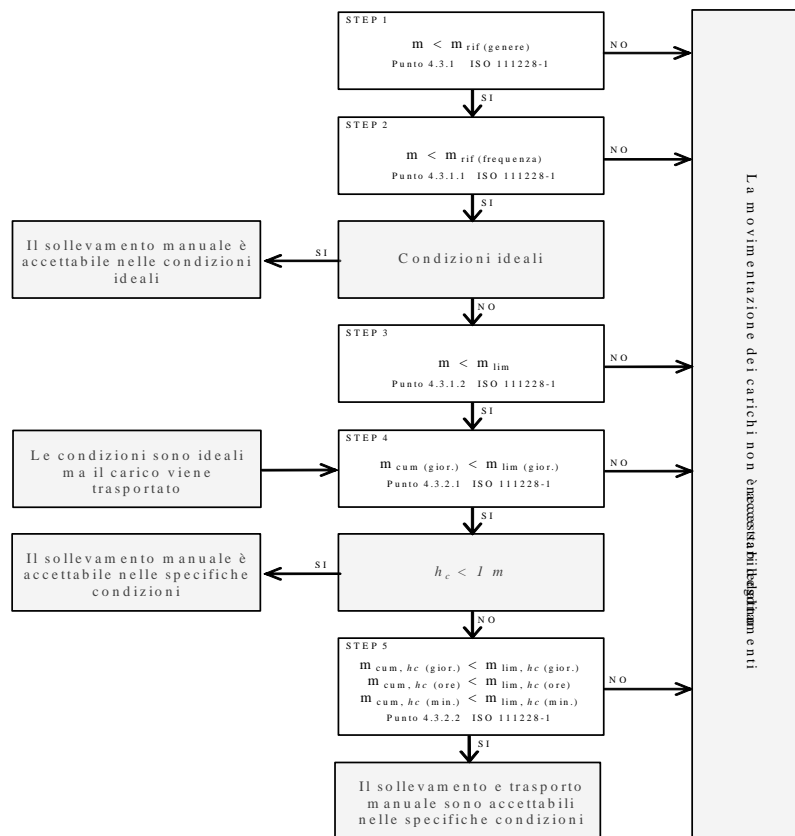 STEP 1
m < m rif (genere)
Punto 4.3.1 ISO 111228-1
NO
SI
STEP 2
m < m rif (frequenza)
Punto 4.3.1.1 ISO 111228-1
NO
SI
Il sollevamento manuale è
accettabile nelle condizioni
ideali
SI
Condizioni ideali
NO
STEP 3
m < m lim
Punto 4.3.1.2 ISO 111228-1
NO
SI
Le condizioni sono ideali
ma il carico viene
trasportato
STEP 4
m cum (gior.) < m lim (gior.)
Punto 4.3.2.1 ISO 111228-1
NO
SI
Il sollevamento manuale è
accettabile nelle specifiche
condizioni
SI
h c < 1 m
NO
STEP 5
m cum, hc (gior.) < m lim, hc (gior.)
m cum, hc (ore) < m lim, hc (ore)
m cum, hc (min.) < m lim, hc (min.)
Punto 4.3.2.2 ISO 111228-1
NO
SI
Il sollevamento e trasporto
manuale sono accettabili
nelle specifiche condizioni
La movimentazione dei carichi non è